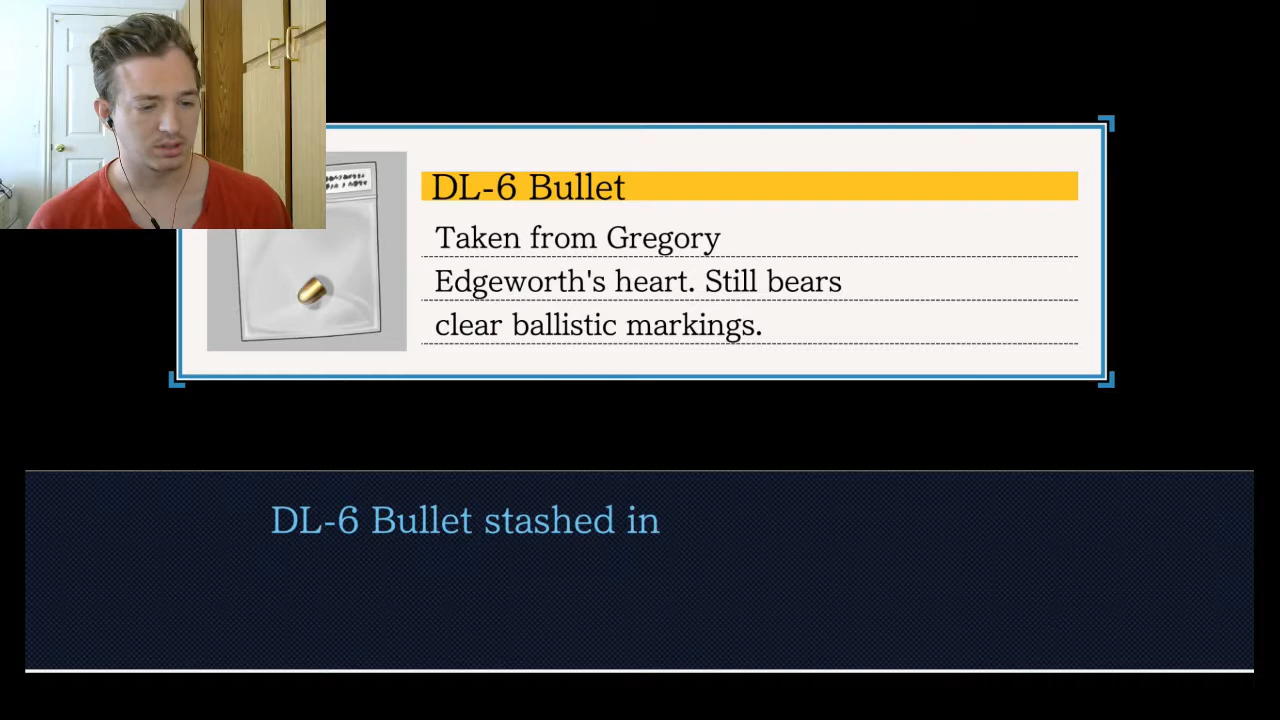 DL-6 Bullet
Taken from Gregory
Edgeworth's heart. Still bears
clear ballistic markings.
DL-6 Bullet stashed in